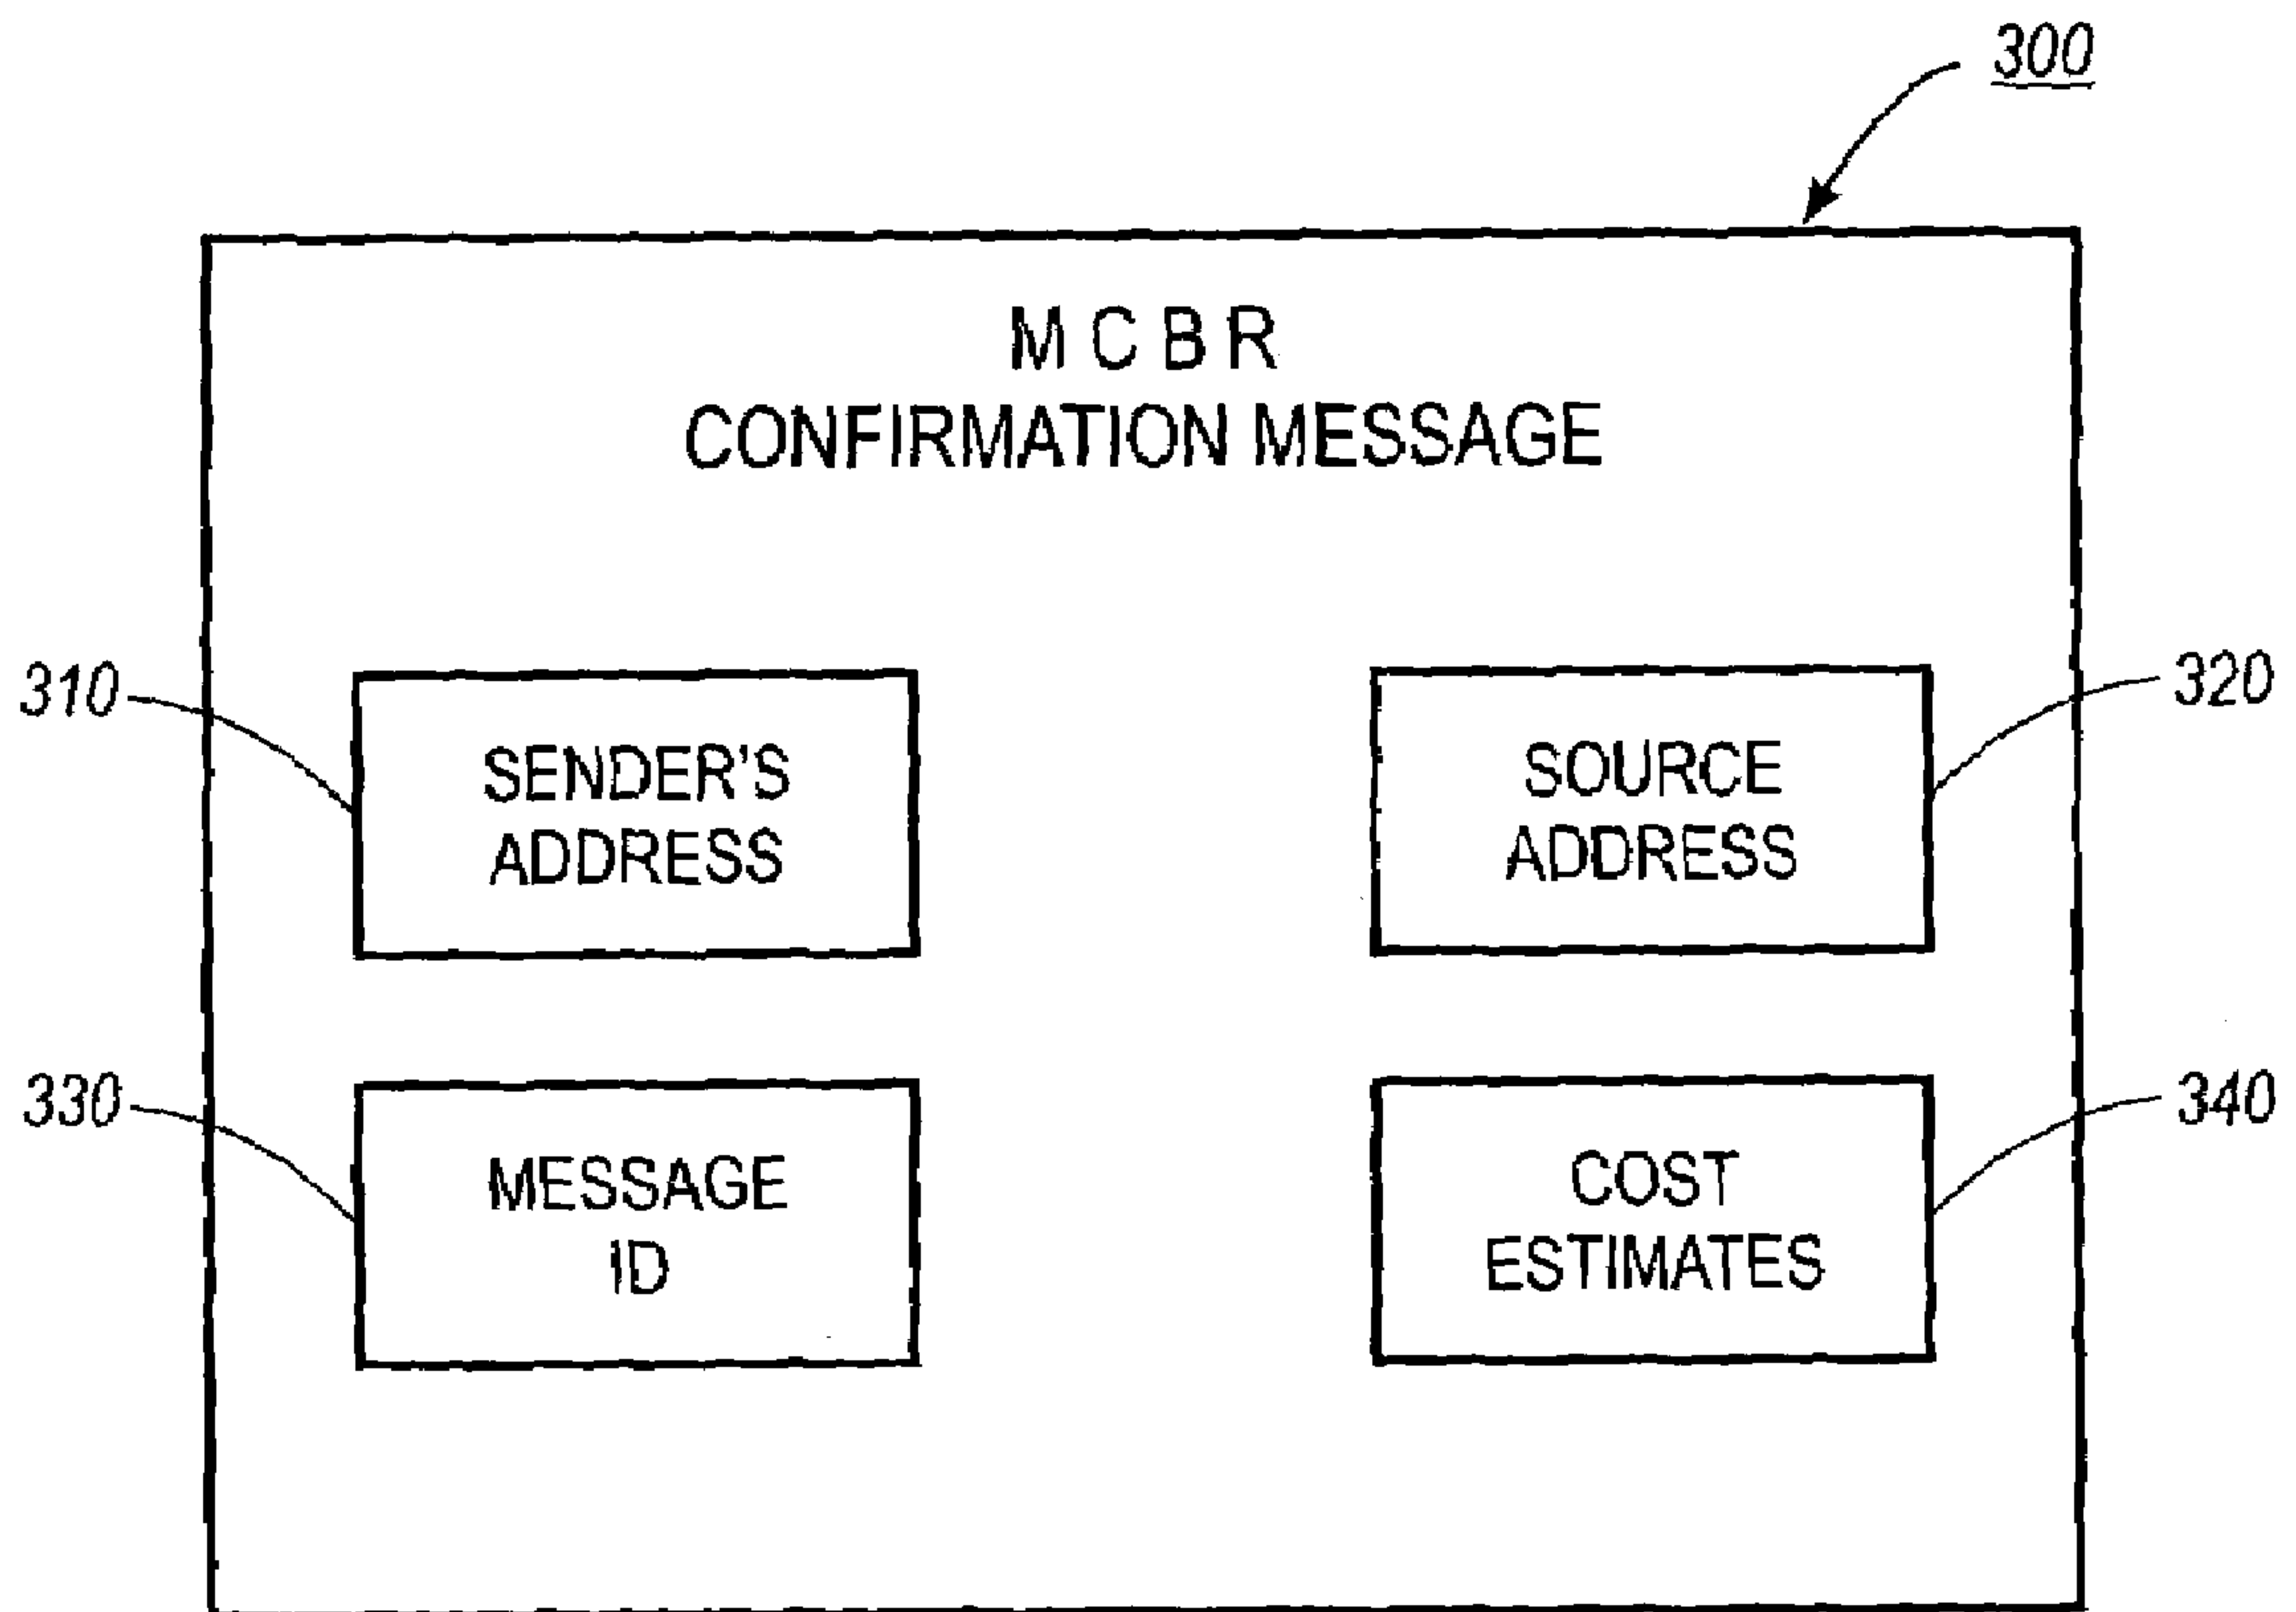 300
M C B R
CONFIRMATION MESSAGE
310
SENDER'S
ADDRESS
320
SOURCE
ADDRESS
330
MESSAGE
ID
340
COST
ESTIMATES